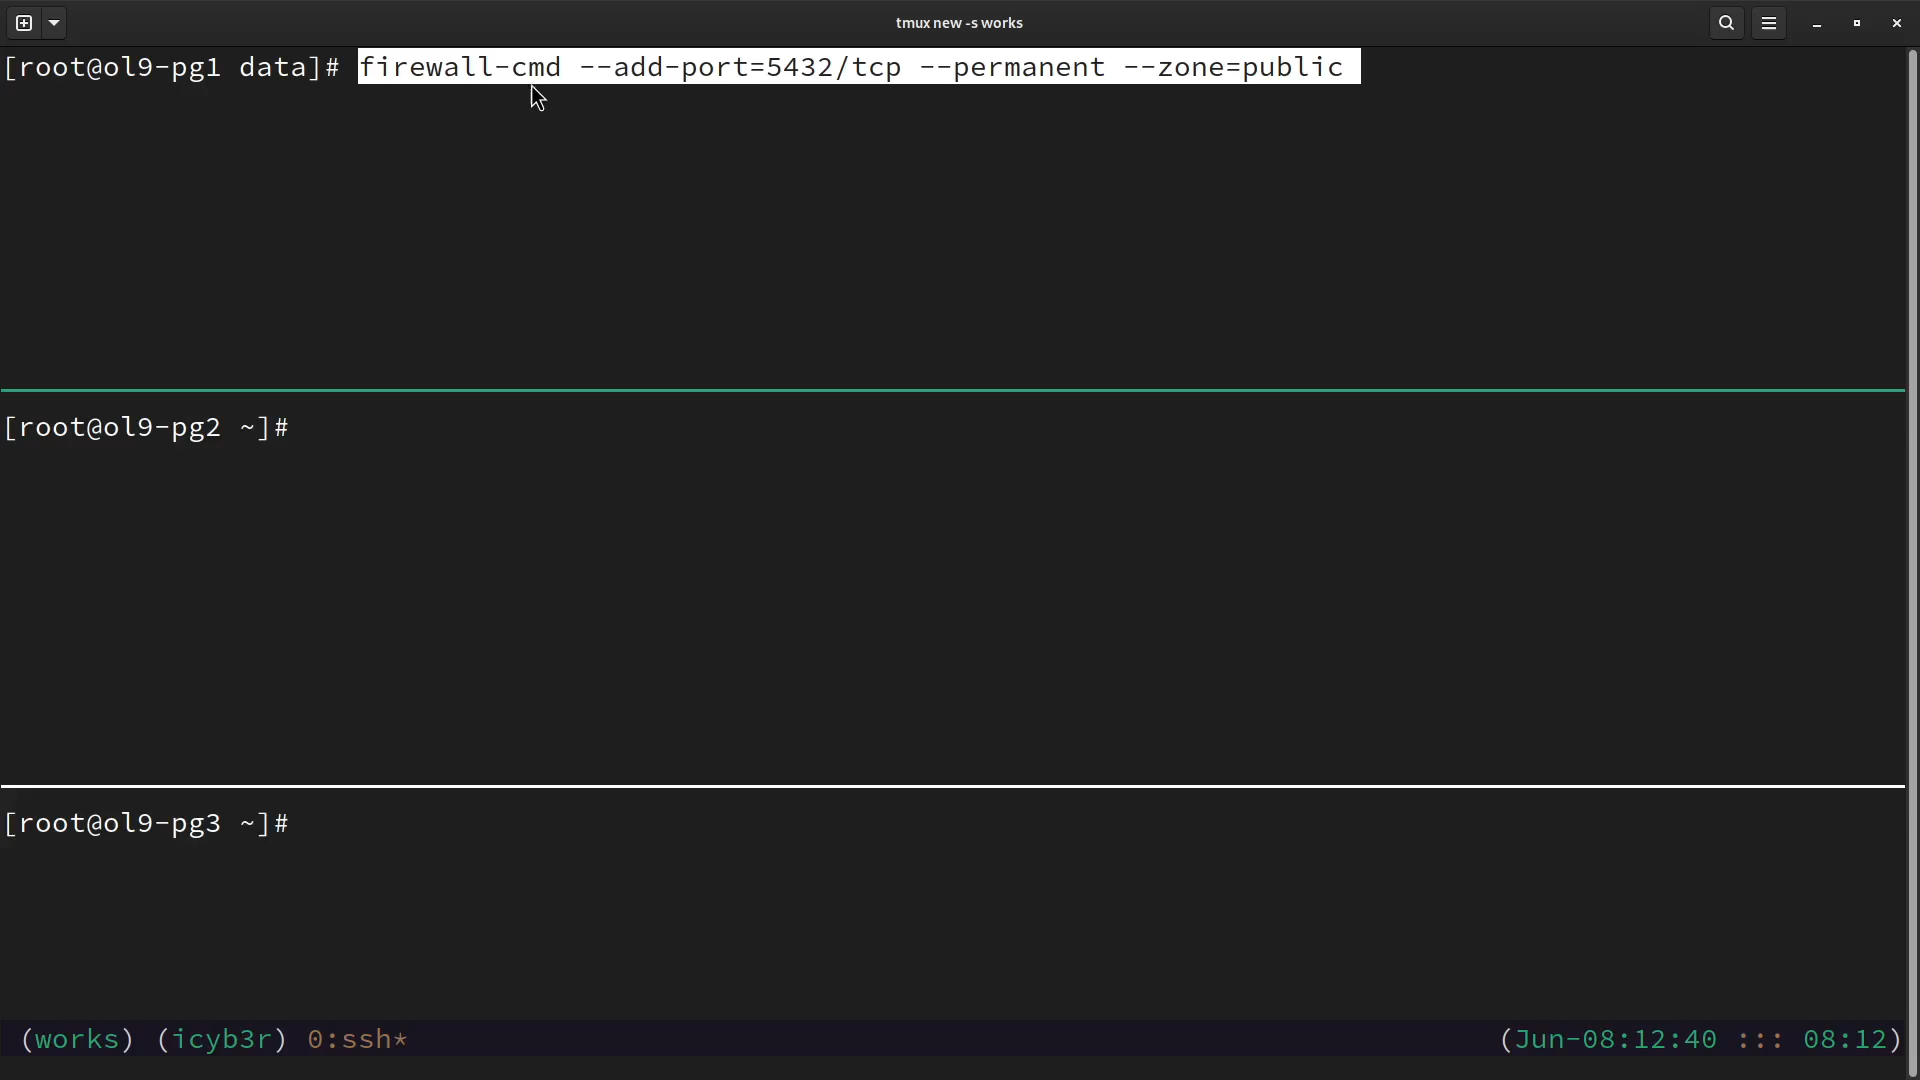 tmux new -s works
[root@ol9-pg1 data]# firewall-cmd --add-port=5432/tcp --permanent --zone=public
[root@ol9-pg2 ~]#
[root@ol9-pg3 ~]#
(works) (icyb3r) 0:ssh* (Jun-08:12:40 ::: 08:12)